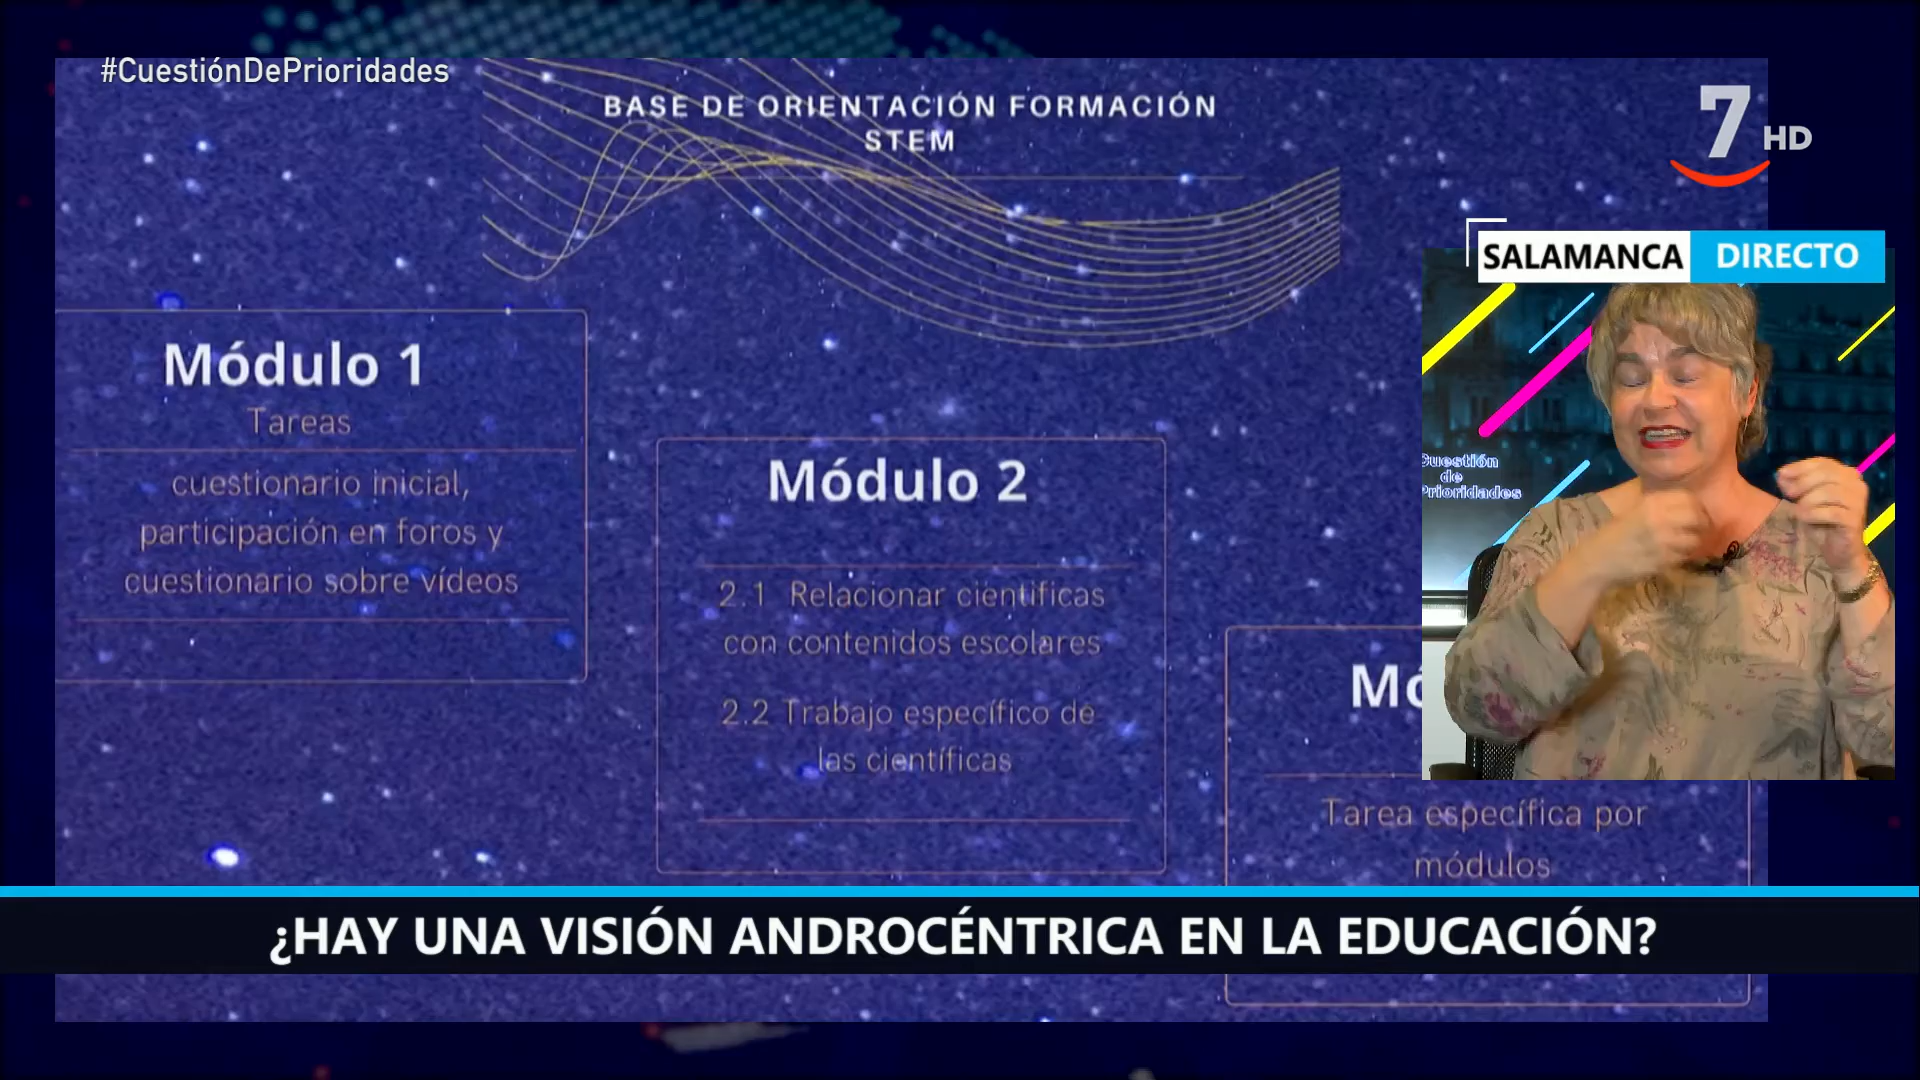 #CuestiónDePrioridades
BASE DE ORIENTACIÓN FORMACIÓN
STEM
7 HD
SALAMANCA DIRECTO
Módulo 1
Tareas
cuestionario inicial,
participación en foros y
cuestionario sobre vídeos
Módulo 2
2.1 Relacionar científicas
con contenidos escolares
2.2 Trabajo específico de
las científicas
Cuestión
de
Prioridades
Mó
Tarea específica por
módulos
¿HAY UNA VISIÓN ANDROCÉNTRICA EN LA EDUCACIÓN?